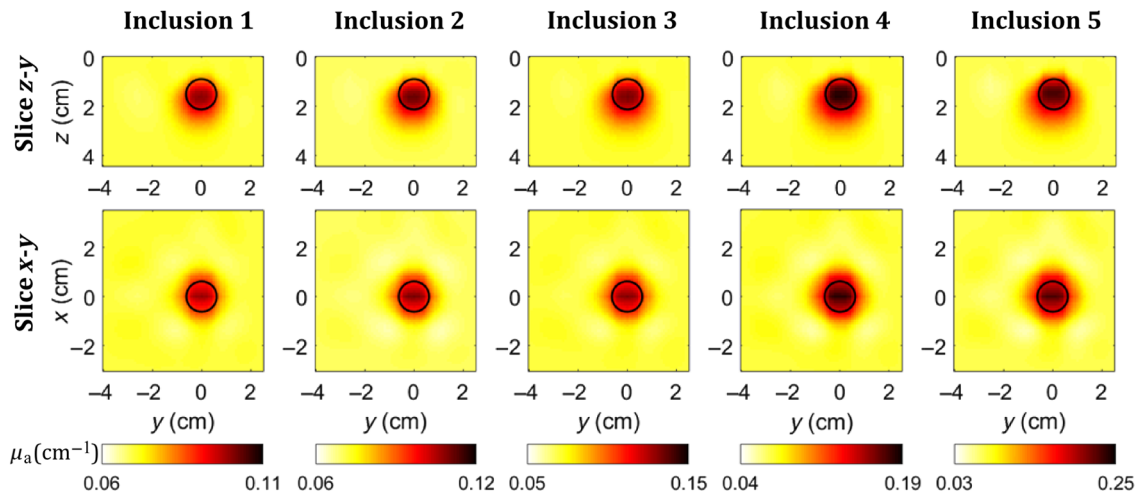 Inclusion 1 Inclusion 2 Inclusion 3 Inclusion 4 Inclusion 5
Slice z-y
z (cm)
0 0 0 0 0
2 2 2 2 2
4 4 4 4 4
−4 −2 0 2 −4 −2 0 2 −4 −2 0 2 −4 −2 0 2 −4 −2 0 2
Slice x-y
x (cm)
2 2 2 2 2
0 0 0 0 0
−2 −2 −2 −2 −2
−4 −2 0 2 −4 −2 0 2 −4 −2 0 2 −4 −2 0 2 −4 −2 0 2
y (cm) y (cm) y (cm) y (cm) y (cm)
μa(cm−1)
0.06 0.11 0.06 0.12 0.05 0.15 0.04 0.19 0.03 0.25